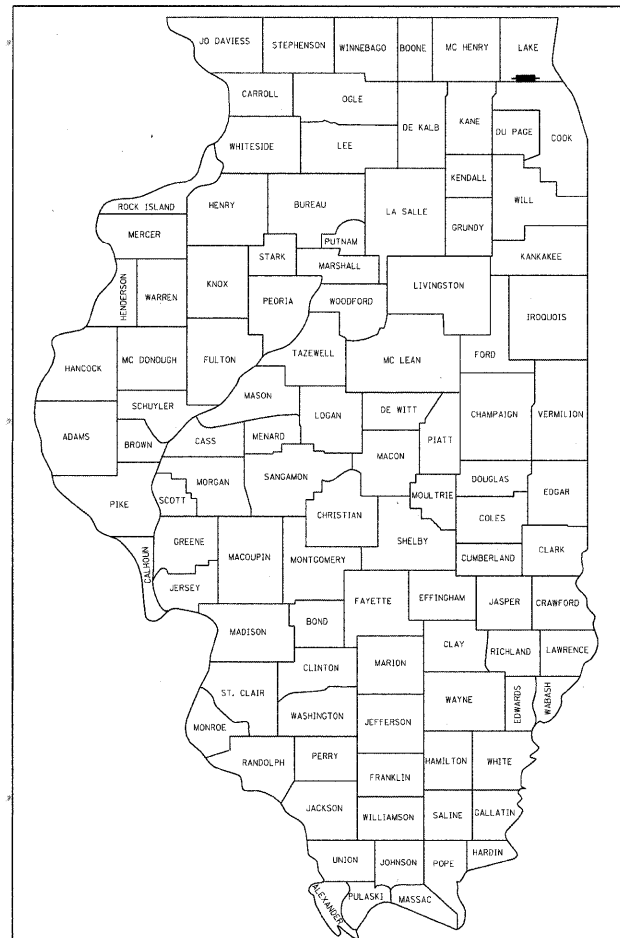 JO DAVIESS
STEPHENSON
WINNEBAGO
BOONE
MC HENRY
LAKE
CARROLL
OGLE
DE KALB
KANE
DU PAGE
COOK
WHITESIDE
LEE
KENDALL
ROCK ISLAND
HENRY
BUREAU
LA SALLE
WILL
MERCER
PUTNAM
GRUNDY
STARK
MARSHALL
KANKAKEE
HENDERSON
WARREN
KNOX
PEORIA
WOODFORD
LIVINGSTON
IROQUOIS
HANCOCK
MC DONOUGH
FULTON
TAZEWELL
MC LEAN
FORD
SCHUYLER
MASON
LOGAN
DE WITT
CHAMPAIGN
VERMILION
ADAMS
BROWN
CASS
MENARD
MACON
PIATT
MORGAN
SANGAMON
DOUGLAS
EDGAR
PIKE
SCOTT
CHRISTIAN
MOULTRIE
COLES
GREENE
MACOUPIN
MONTGOMERY
SHELBY
CUMBERLAND
CLARK
CALHOUN
JERSEY
FAYETTE
EFFINGHAM
JASPER
CRAWFORD
MADISON
BOND
CLAY
RICHLAND
LAWRENCE
CLINTON
MARION
ST. CLAIR
WAYNE
EDWARDS
WABASH
MONROE
WASHINGTON
JEFFERSON
RANDOLPH
PERRY
HAMILTON
WHITE
FRANKLIN
JACKSON
WILLIAMSON
SALINE
GALLATIN
UNION
JOHNSON
POPE
HARDIN
ALEXANDER
PULASKI
MASSAC